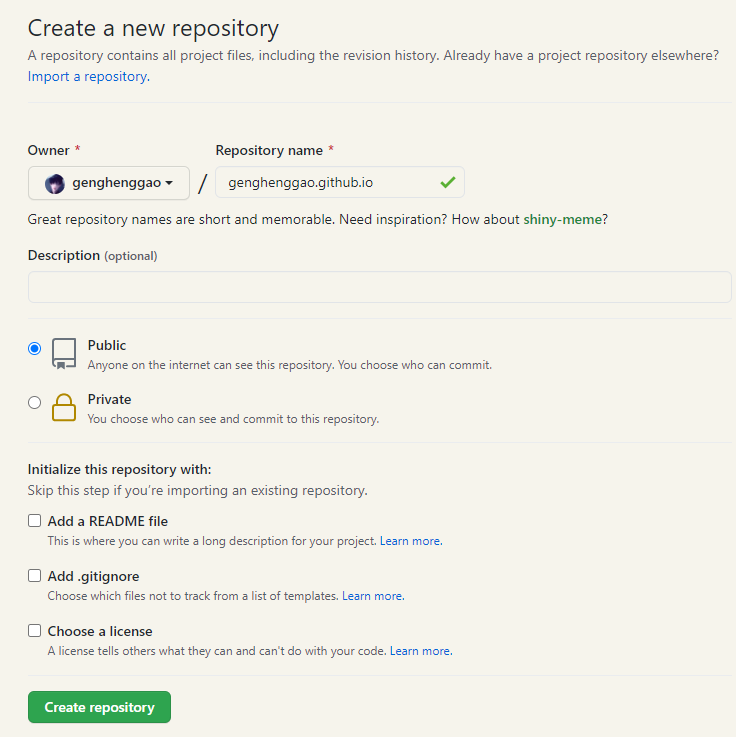 Create a new repository
A repository contains all project files, including the revision history. Already have a project repository elsewhere?
Import a repository.
Owner * Repository name *
genghenggao / genghenggao.github.io
Great repository names are short and memorable. Need inspiration? How about shiny-meme?
Description (optional)
Public
Anyone on the internet can see this repository. You choose who can commit.
Private
You choose who can see and commit to this repository.
Initialize this repository with:
Skip this step if you're importing an existing repository.
Add a README file
This is where you can write a long description for your project. Learn more.
Add .gitignore
Choose which files not to track from a list of templates. Learn more.
Choose a license
A license tells others what they can and can't do with your code. Learn more.
Create repository